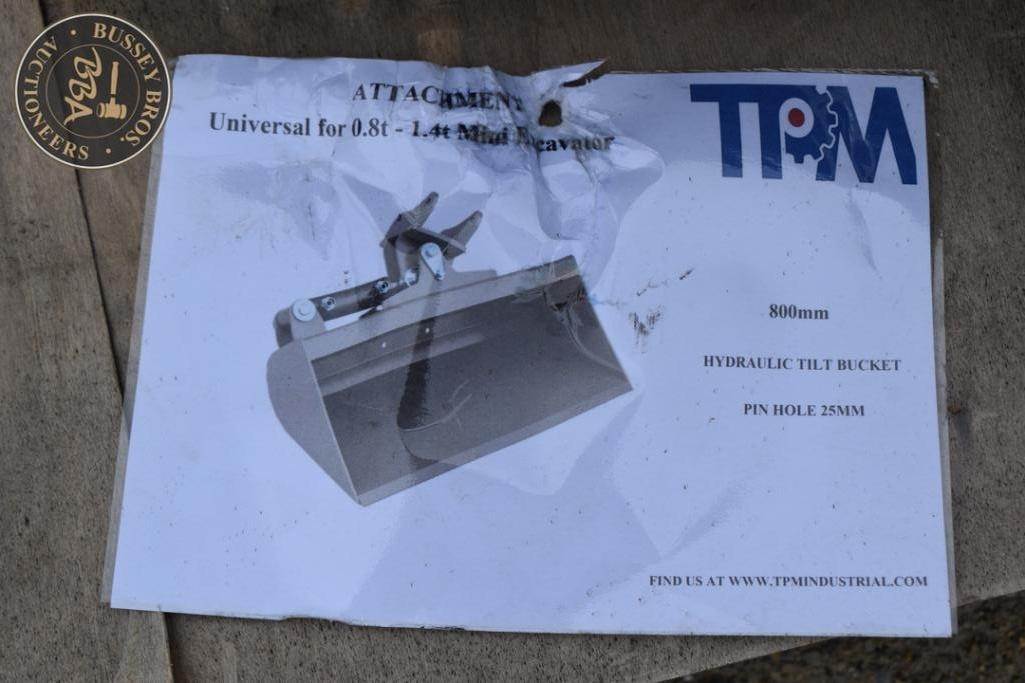 BUSSEY BROS.
AUCTIONEERS
BBA
ATTACHMENT
Universal for 0.8t - 1.4t Mini Excavator
TPM
800mm
HYDRAULIC TILT BUCKET
PIN HOLE 25MM
FIND US AT WWW.TPMINDUSTRIAL.COM